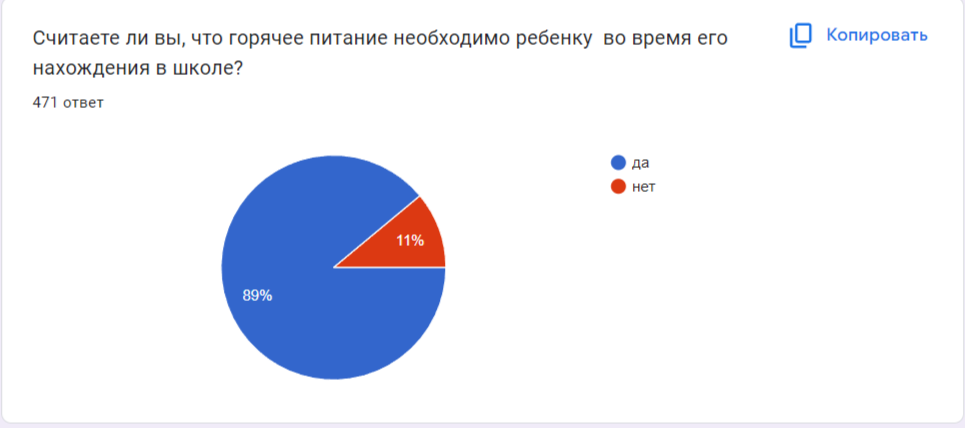 Считаете ли вы, что горячее питание необходимо ребенку  во время его
нахождения в школе?
Копировать
471 ответ
да
нет
11%
89%